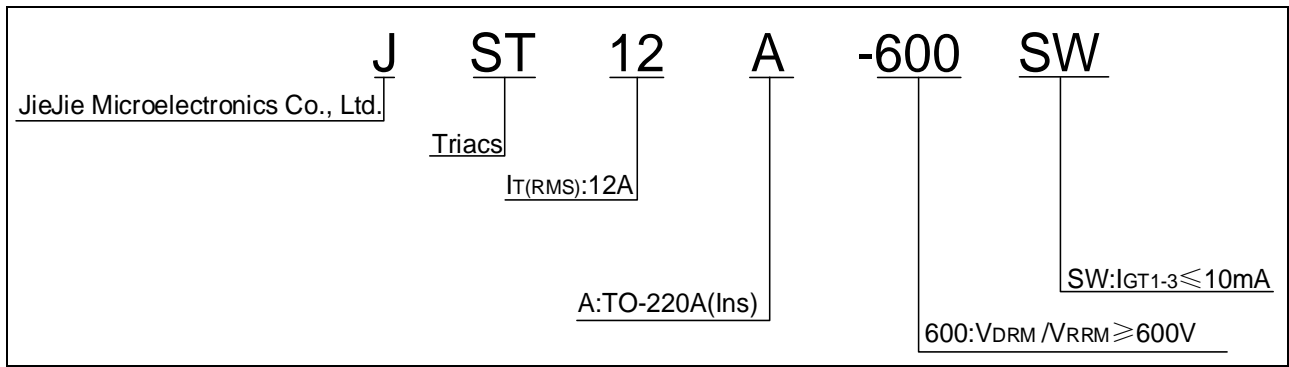 J ST 12 A -600 SW
JieJie Microelectronics Co., Ltd.
Triacs
IT(RMS):12A
SW:IGT1-3≤10mA
A:TO-220A(Ins)
600:VDRM /VRRM≥600V